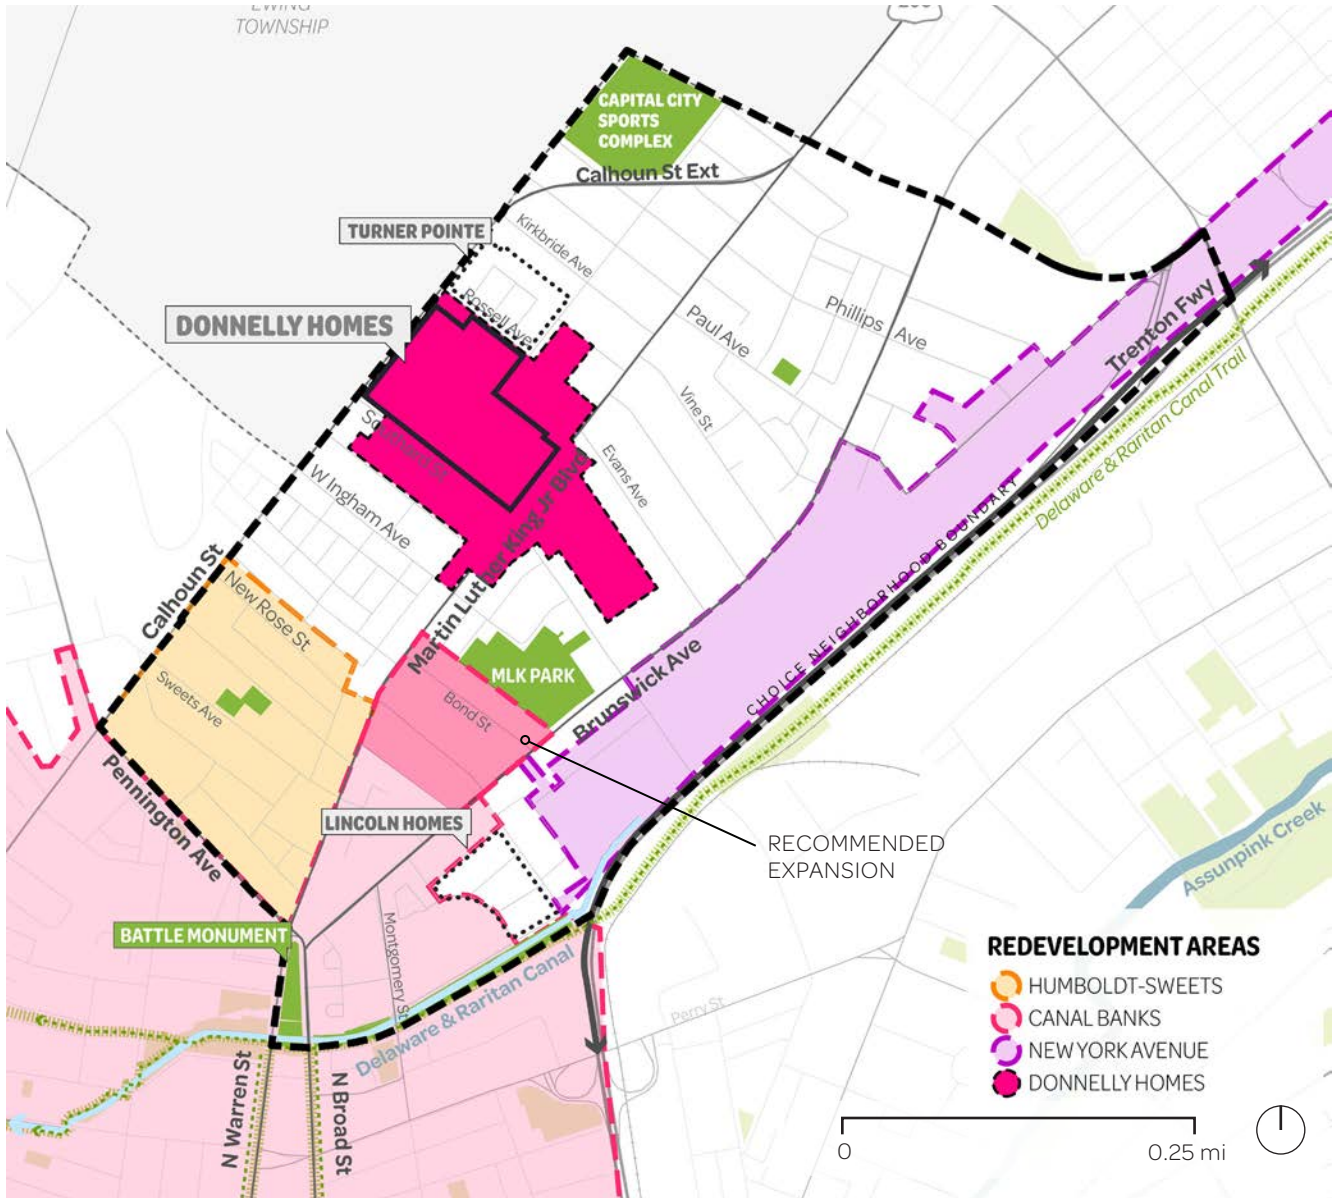 EWING
TOWNSHIP
CAPITAL CITY
SPORTS
COMPLEX
Calhoun St Ext
TURNER POINTE
Kirkbride Ave
DONNELLY HOMES
Rossell Ave
Paul Ave
Phillips Ave
Trenton Fwy
Delaware & Raritan Canal Trail
Vine St
Southard St
Evans Ave
W Ingham Ave
Martin Luther King Jr Blvd
CHOICE NEIGHBORHOOD BOUNDARY
Calhoun St
New Rose St
MLK PARK
Brunswick Ave
Sweets Ave
Bond St
Pennington Ave
LINCOLN HOMES
RECOMMENDED
EXPANSION
Assunpink Creek
BATTLE MONUMENT
Montgomery St
Delaware & Raritan Canal
Perry St
N Warren St
N Broad St
REDEVELOPMENT AREAS
HUMBOLDT-SWEETS
CANAL BANKS
NEW YORK AVENUE
DONNELLY HOMES
0
0.25 mi